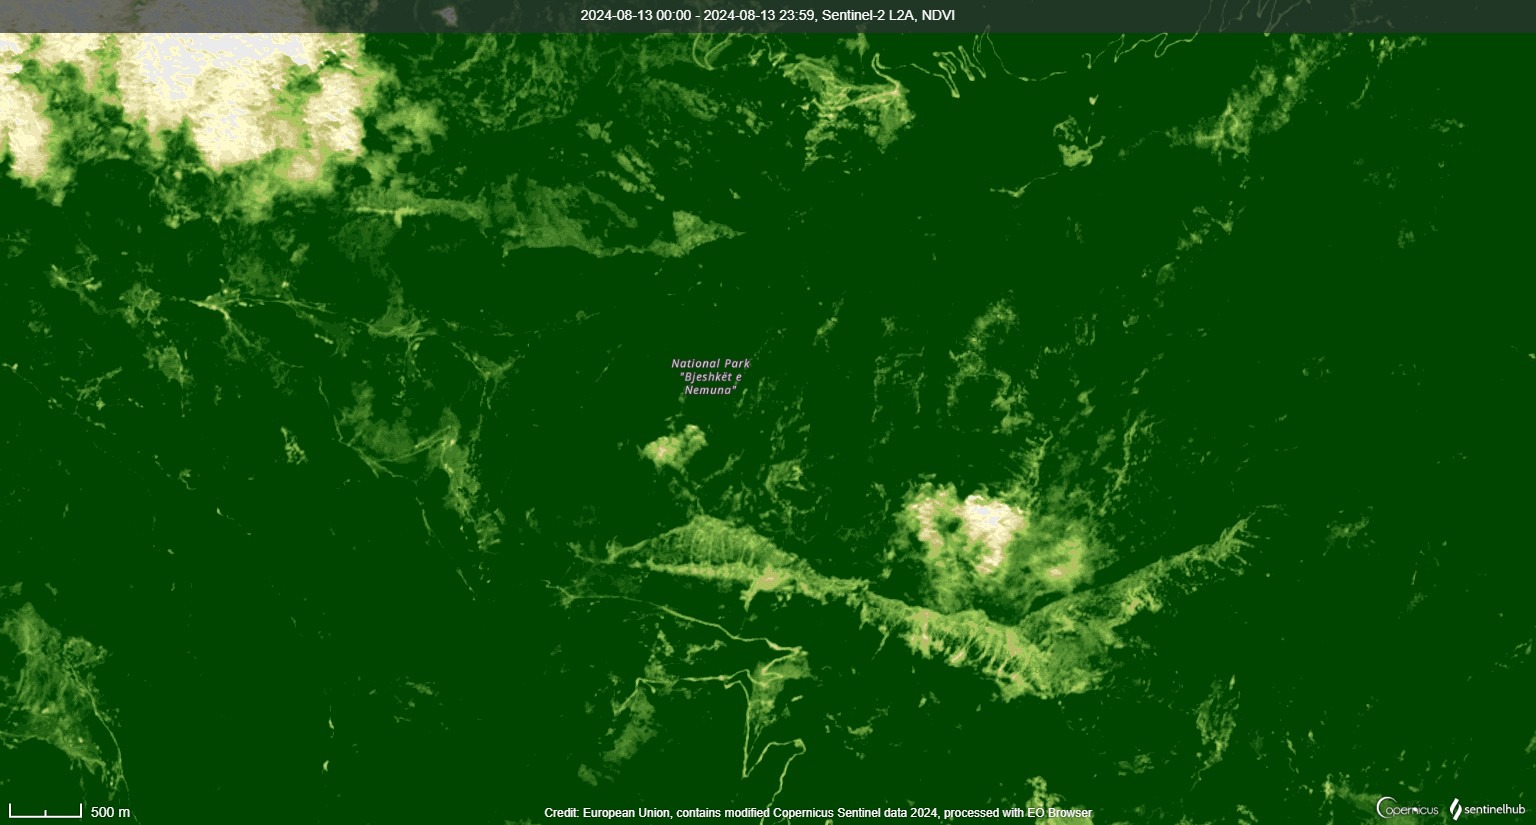 2024-08-13 00:00 - 2024-08-13 23:59, Sentinel-2 L2A, NDVI
National Park
"Bjeshkët e
Nemuna"
500 m
Credit: European Union, contains modified Copernicus Sentinel data 2024, processed with EO Browser
Copernicus
sentinelhub